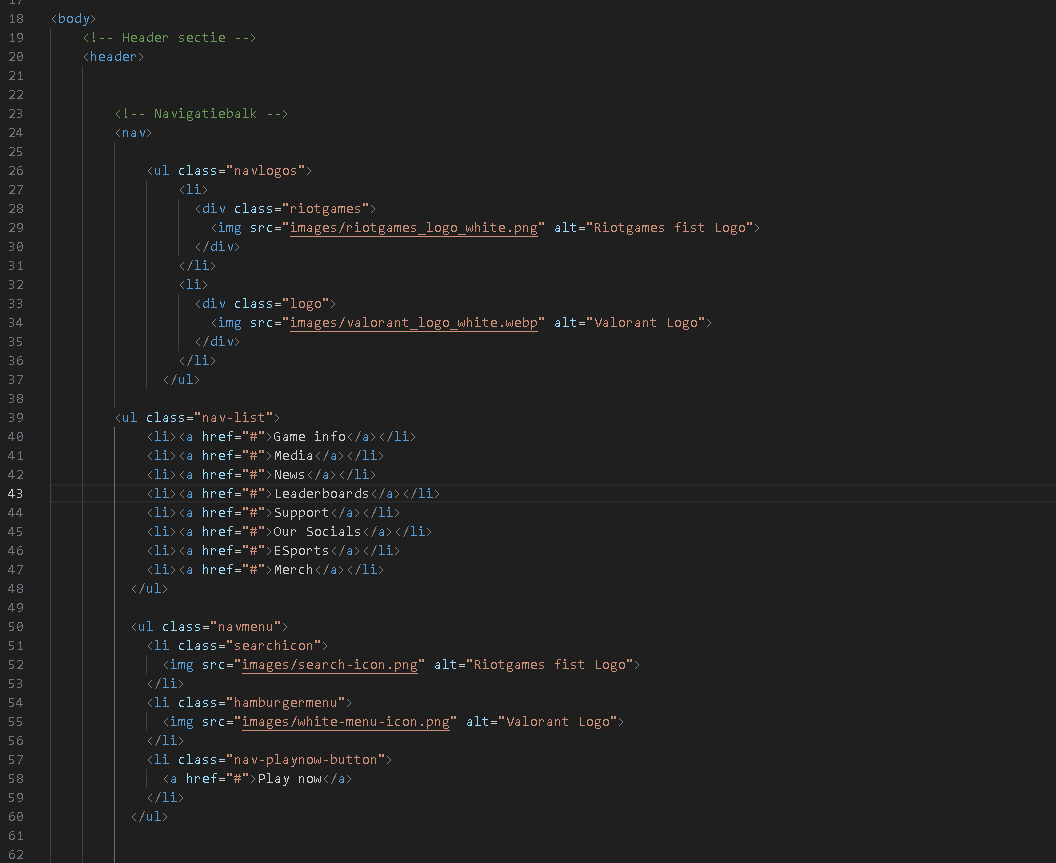 17
18 <body>
19 <!-- Header sectie -->
20 <header>
21
22
23 <!-- Navigatiebalk -->
24 <nav>
25
26 <ul class="navlogos">
27 <li>
28 <div class="riotgames">
29 <img src="images/riotgames_logo_white.png" alt="Riotgames fist Logo">
30 </div>
31 </li>
32 <li>
33 <div class="logo">
34 <img src="images/valorant_logo_white.webp" alt="Valorant Logo">
35 </div>
36 </li>
37 </ul>
38
39 <ul class="nav-list">
40 <li><a href="#">Game info</a></li>
41 <li><a href="#">Media</a></li>
42 <li><a href="#">News</a></li>
43 <li><a href="#">Leaderboards</a></li>
44 <li><a href="#">Support</a></li>
45 <li><a href="#">Our Socials</a></li>
46 <li><a href="#">ESports</a></li>
47 <li><a href="#">Merch</a></li>
48 </ul>
49
50 <ul class="navmenu">
51 <li class="searchicon">
52 <img src="images/search-icon.png" alt="Riotgames fist Logo">
53 </li>
54 <li class="hamburgermenu">
55 <img src="images/white-menu-icon.png" alt="Valorant Logo">
56 </li>
57 <li class="nav-playnow-button">
58 <a href="#">Play now</a>
59 </li>
60 </ul>
61
62